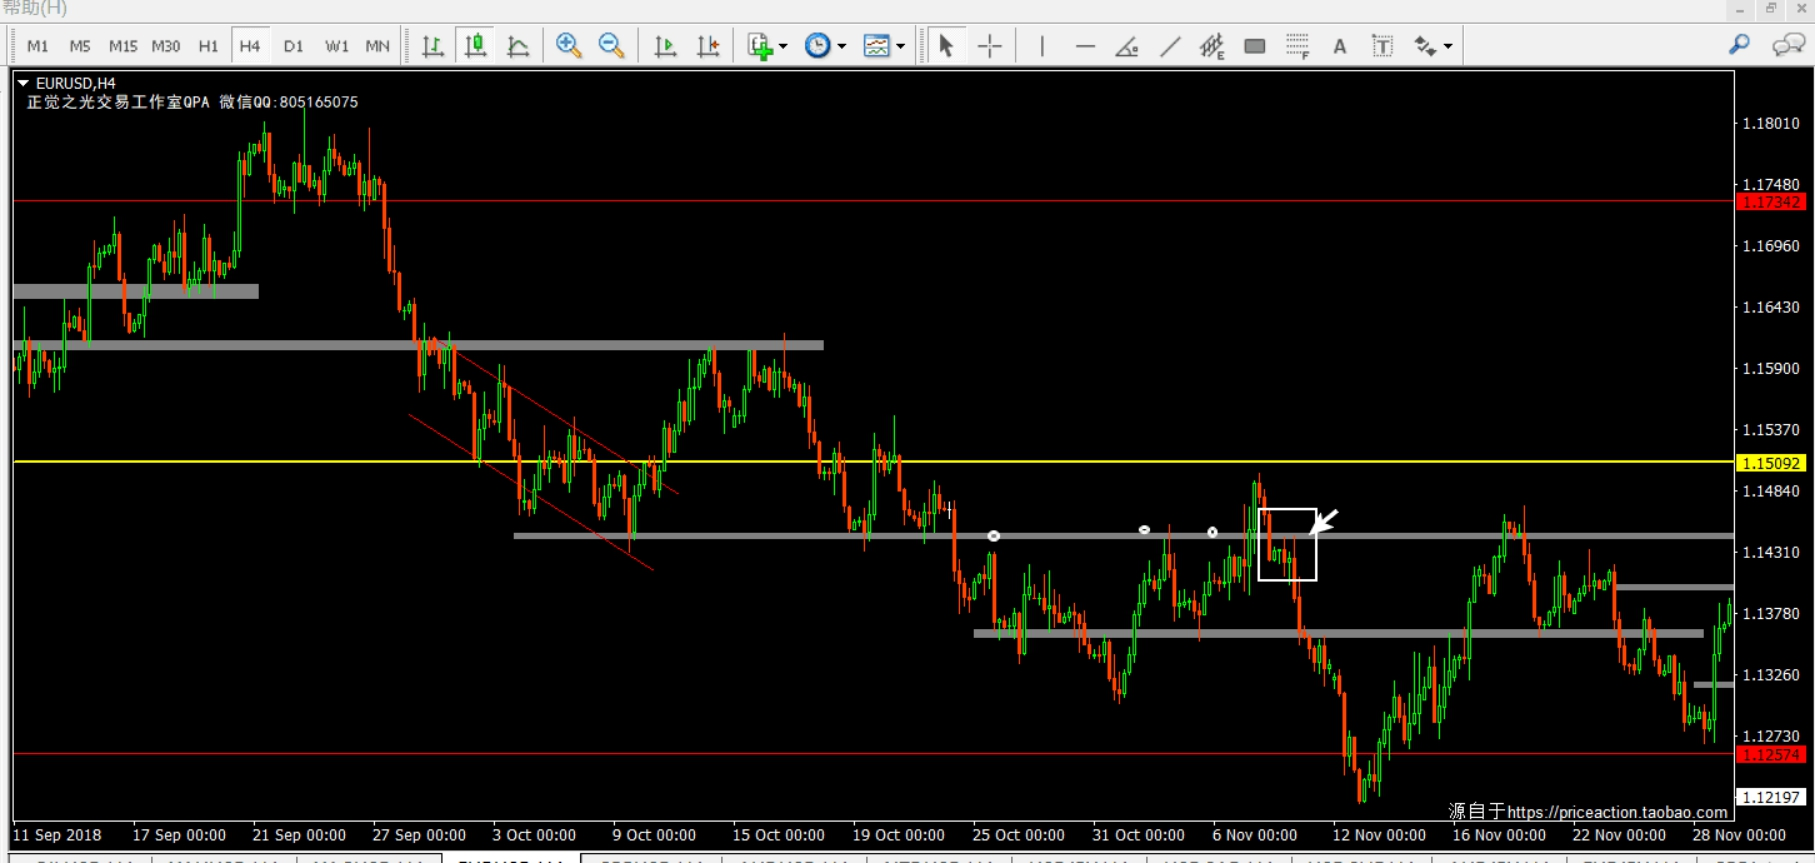 帮助(H)
M1 M5 M15 M30 H1 H4 D1 W1 MN
E F A T
EURUSD,H4
正觉之光交易工作室QPA 微信QQ:805165075
1.18010
1.17480
1.17342
1.16960
1.16430
1.15900
1.15370
1.15092
1.14840
1.14310
1.13780
1.13260
1.12730
1.12574
1.12197
源自于https://priceaction.taobao.com
11 Sep 2018 17 Sep 00:00 21 Sep 00:00 27 Sep 00:00 3 Oct 00:00 9 Oct 00:00 15 Oct 00:00 19 Oct 00:00 25 Oct 00:00 31 Oct 00:00 6 Nov 00:00 12 Nov 00:00 16 Nov 00:00 22 Nov 00:00 28 Nov 00:00